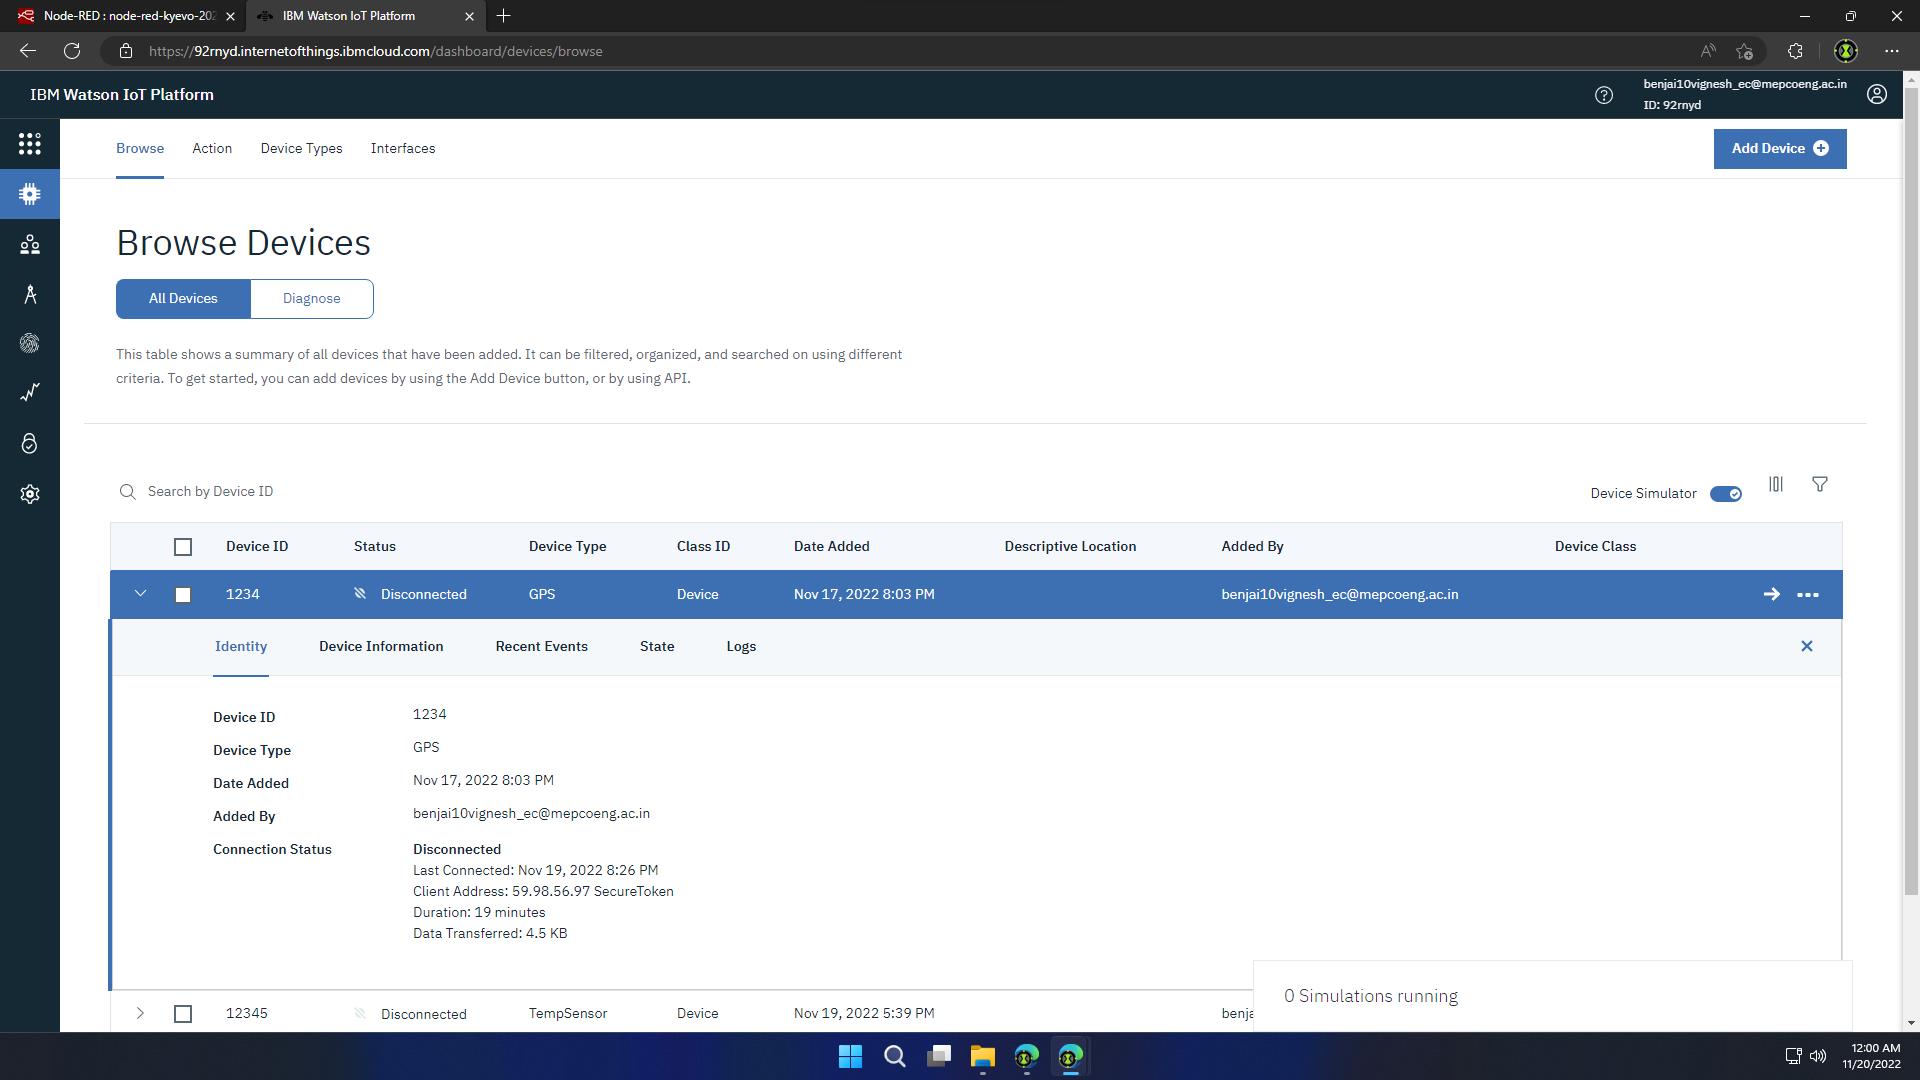 Node-RED : node-red-kyevo-202
IBM Watson IoT Platform
https://92rnyd.internetofthings.ibmcloud.com/dashboard/devices/browse
IBM Watson IoT Platform
benjai10vignesh_ec@mepcoeng.ac.in
ID: 92rnyd
Browse Action Device Types Interfaces
Add Device
Browse Devices
All Devices Diagnose
This table shows a summary of all devices that have been added. It can be filtered, organized, and searched on using different
criteria. To get started, you can add devices by using the Add Device button, or by using API.
Search by Device ID
Device Simulator
Device ID Status Device Type Class ID Date Added Descriptive Location Added By Device Class
1234 Disconnected GPS Device Nov 17, 2022 8:03 PM benjai10vignesh_ec@mepcoeng.ac.in
Identity Device Information Recent Events State Logs
Device ID 1234
Device Type GPS
Date Added Nov 17, 2022 8:03 PM
Added By benjai10vignesh_ec@mepcoeng.ac.in
Connection Status Disconnected
Last Connected: Nov 19, 2022 8:26 PM
Client Address: 59.98.56.97 SecureToken
Duration: 19 minutes
Data Transferred: 4.5 KB
0 Simulations running
12345 Disconnected TempSensor Device Nov 19, 2022 5:39 PM benja
12:00 AM
11/20/2022